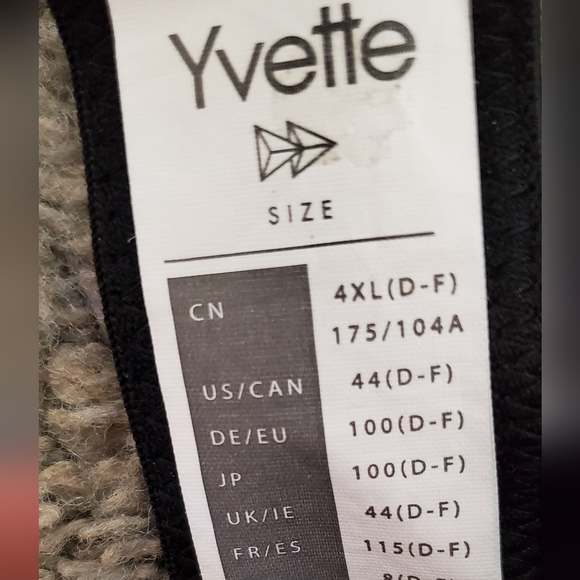 Yvette
SIZE
CN 4XL(D-F)
175/104A
US/CAN 44(D-F)
DE/EU 100(D-F)
JP 100(D-F)
UK/IE 44(D-F)
FR/ES 115(D-F)